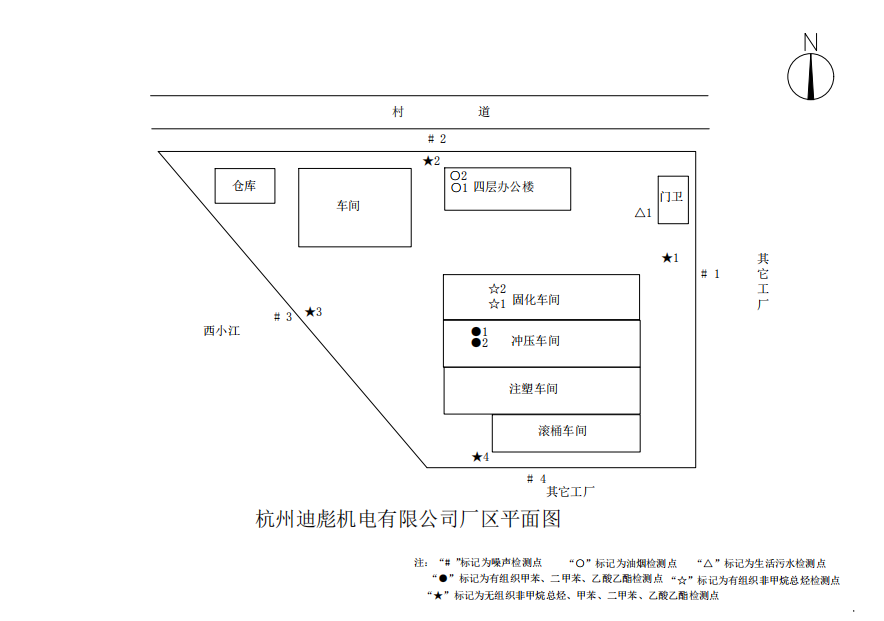 N
村 道
# 2
★2
○2
○1 四层办公楼
仓库
车间
门卫
△1
★1
# 1
其它工厂
☆2
☆1 固化车间
# 3
★3
西小江
●1
●2
冲压车间
注塑车间
滚桶车间
★4
# 4
其它工厂
杭州迪彪机电有限公司厂区平面图
注：“#”标记为噪声检测点 “○”标记为油烟检测点 “△”标记为生活污水检测点
“●”标记为有组织甲苯、二甲苯、乙酸乙酯检测点 “☆”标记为有组织非甲烷总烃检测点
“★”标记为无组织非甲烷总烃、甲苯、二甲苯、乙酸乙酯检测点